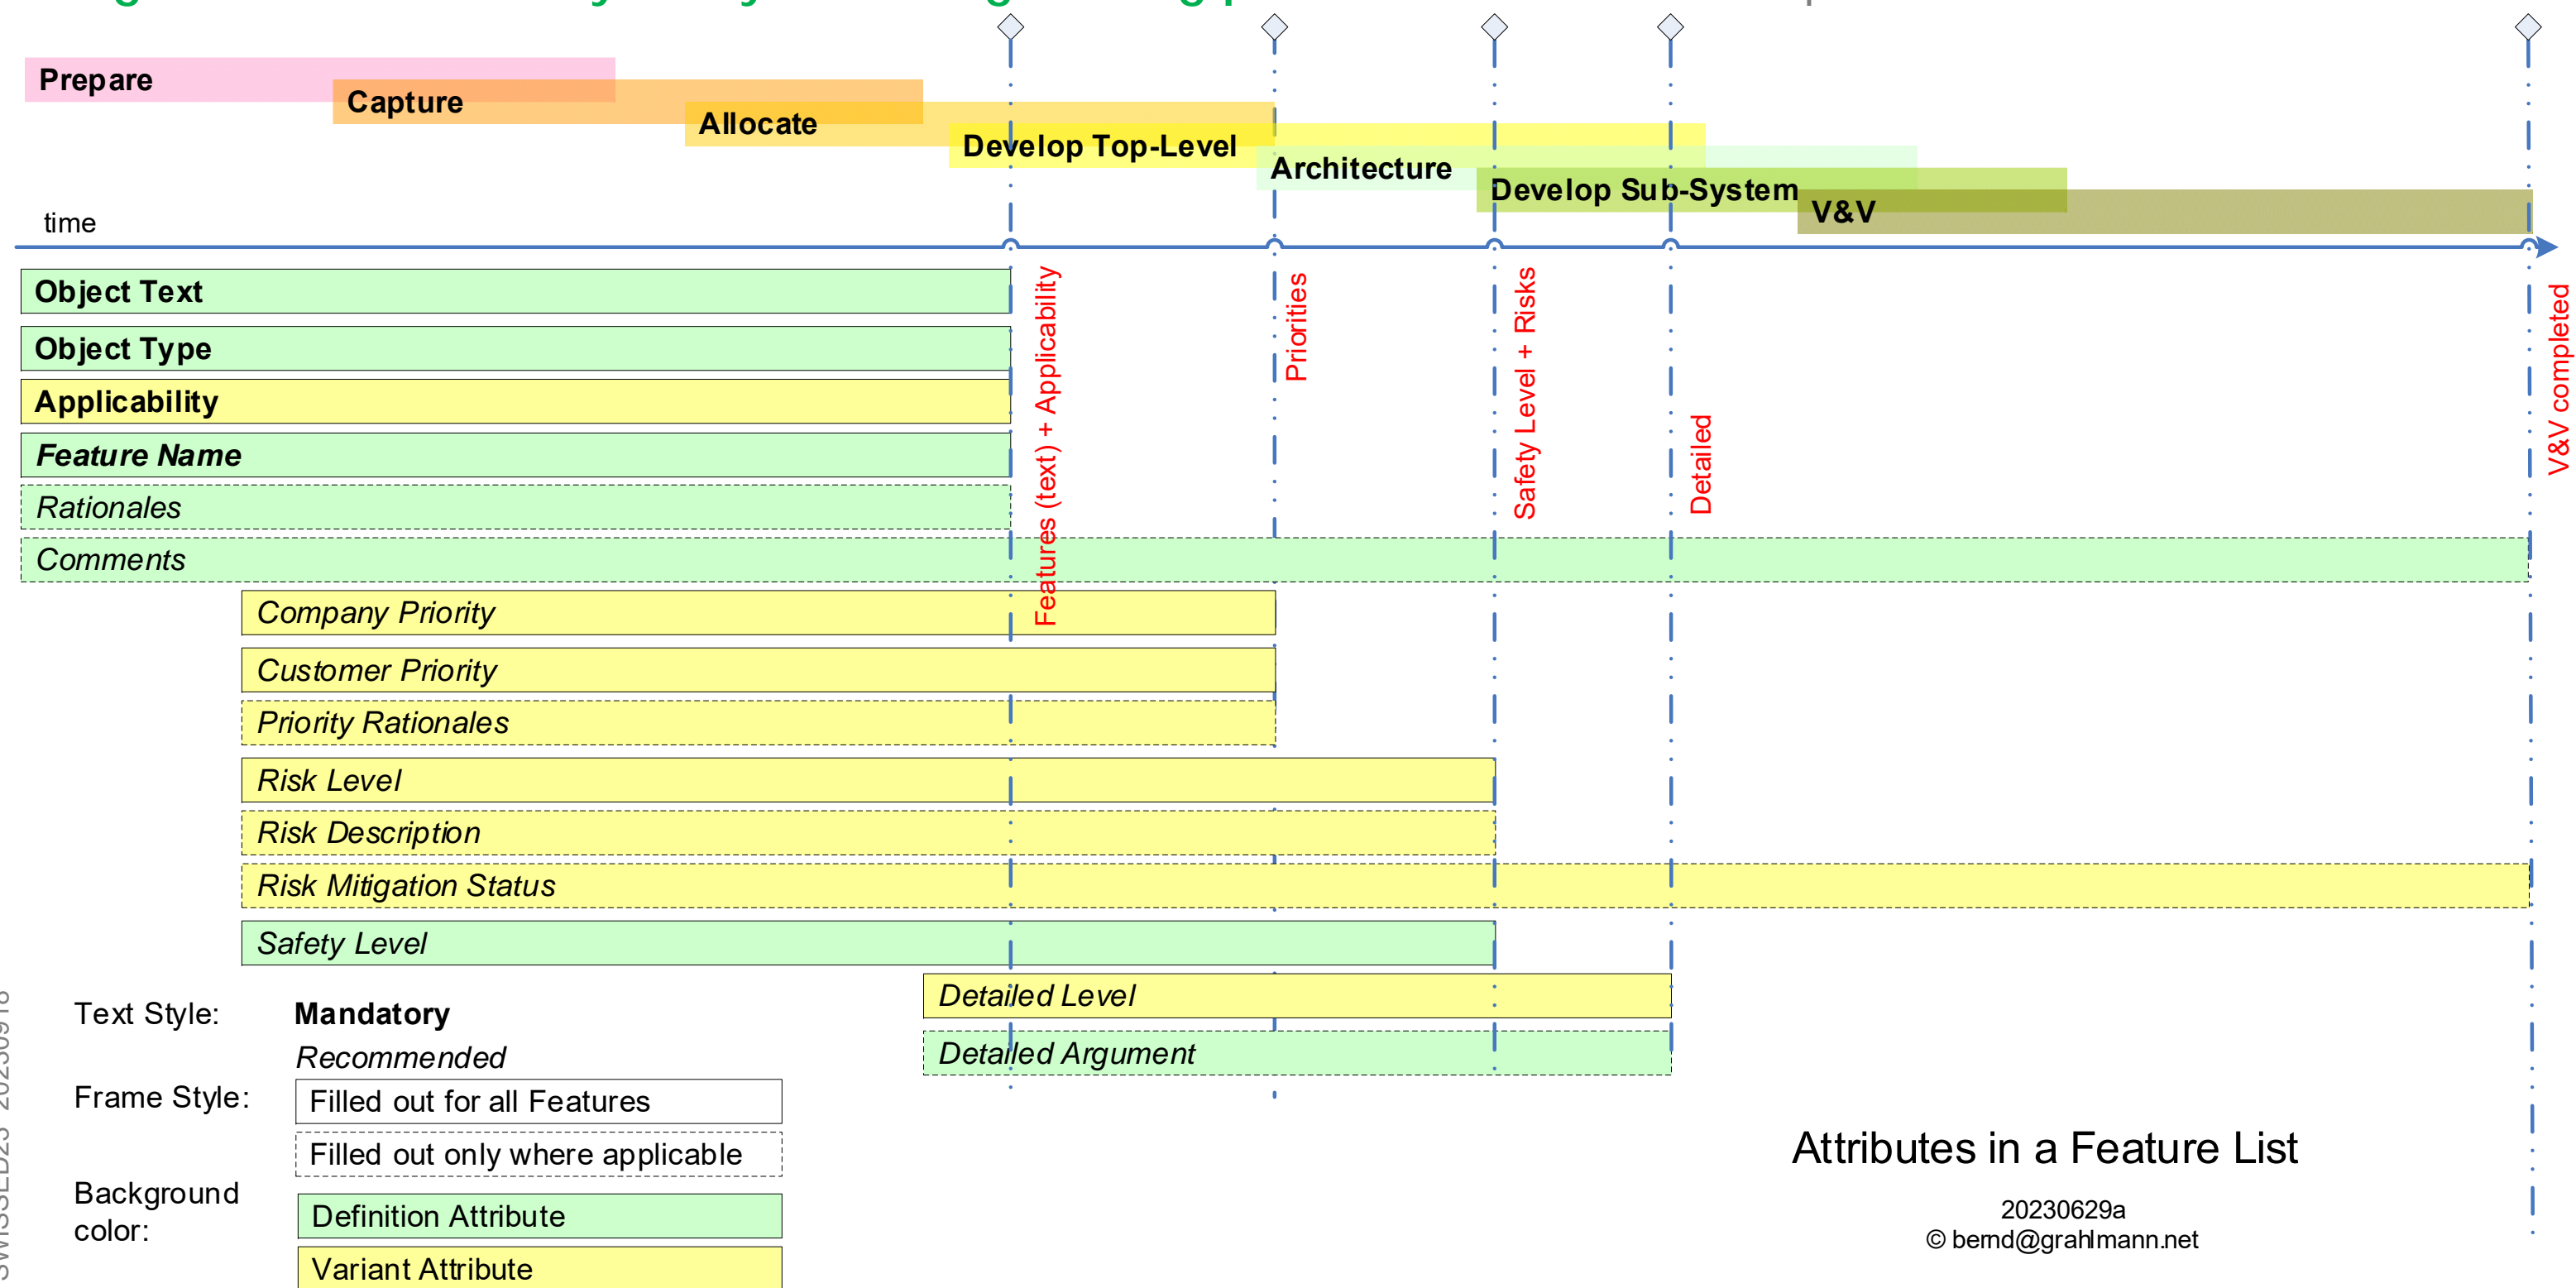 Prepare
Capture
Allocate
Develop Top-Level
Architecture
Develop Sub-System
V&V
time
Object Text
Object Type
Applicability
Feature Name
Rationales
Comments
Company Priority
Customer Priority
Priority Rationales
Risk Level
Risk Description
Risk Mitigation Status
Safety Level
Detailed Level
Detailed Argument
Features (text) + Applicability
Priorities
Safety Level + Risks
Detailed
V&V completed
Text Style:
Mandatory
Recommended
Frame Style:
Filled out for all Features
Filled out only where applicable
Background
color:
Definition Attribute
Variant Attribute
Attributes in a Feature List
20230629a
© bernd@grahlmann.net